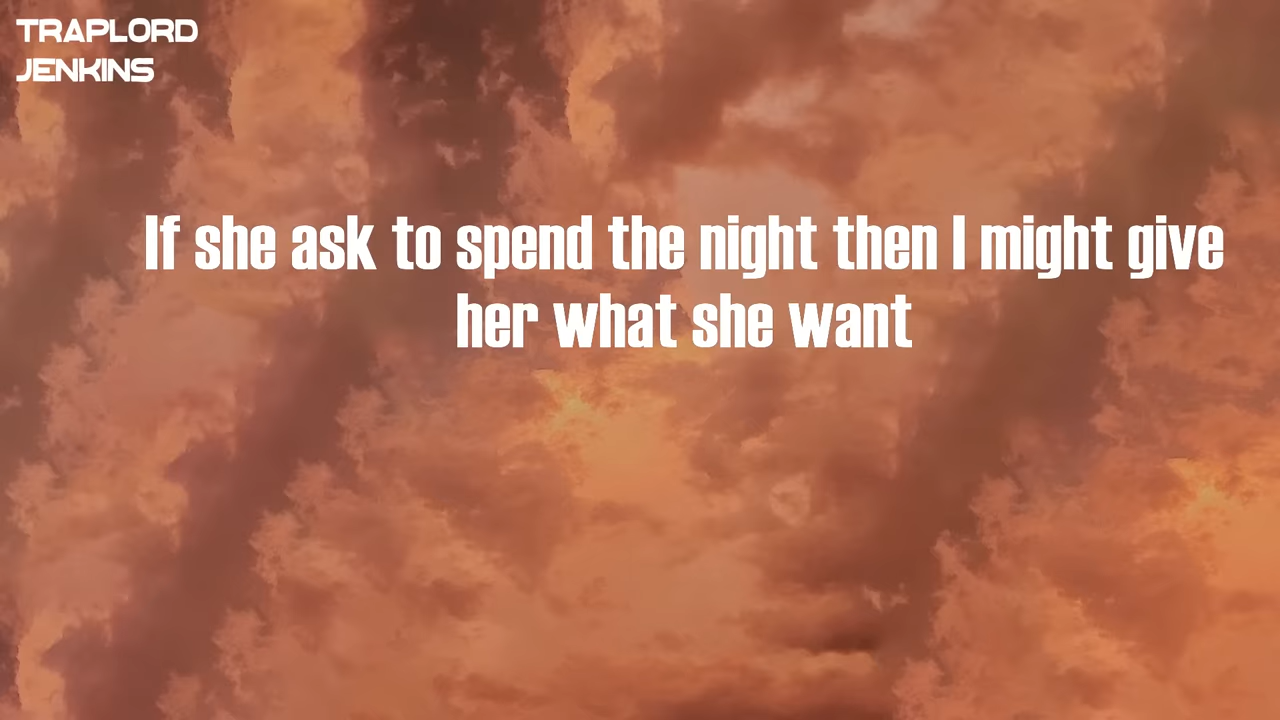 TRAPLORD
JENKINS
If she ask to spend the night then I might give
her what she want